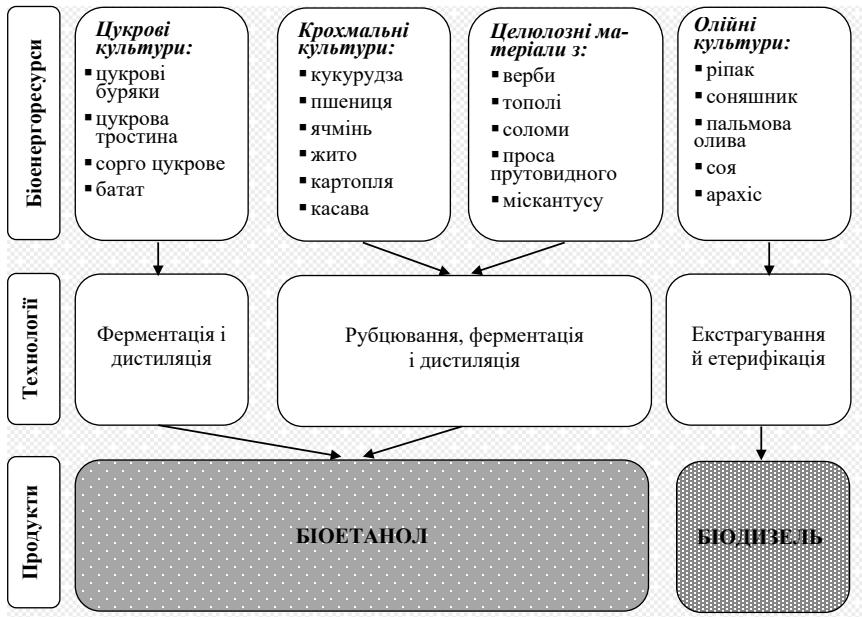 Біоенергоресурси
Цукрові
культури:
▪ цукрові
буряки
▪ цукрова
тростина
▪ сорго цукрове
▪ батат
Крохмальні
культури:
▪ кукурудза
▪ пшениця
▪ ячмінь
▪ жито
▪ картопля
▪ касава
Целюлозні ма-
теріали з:
▪ верби
▪ тополі
▪ соломи
▪ проса
прутовидного
▪ міскантусу
Олійні
культури:
▪ ріпак
▪ соняшник
▪ пальмова
олива
▪ соя
▪ арахіс
Технології
Ферментація і
дистиляція
Рубцювання, ферментація
і дистиляція
Екстрагування
й етерифікація
Продукти
БІОЕТАНОЛ
БІОДИЗЕЛЬ